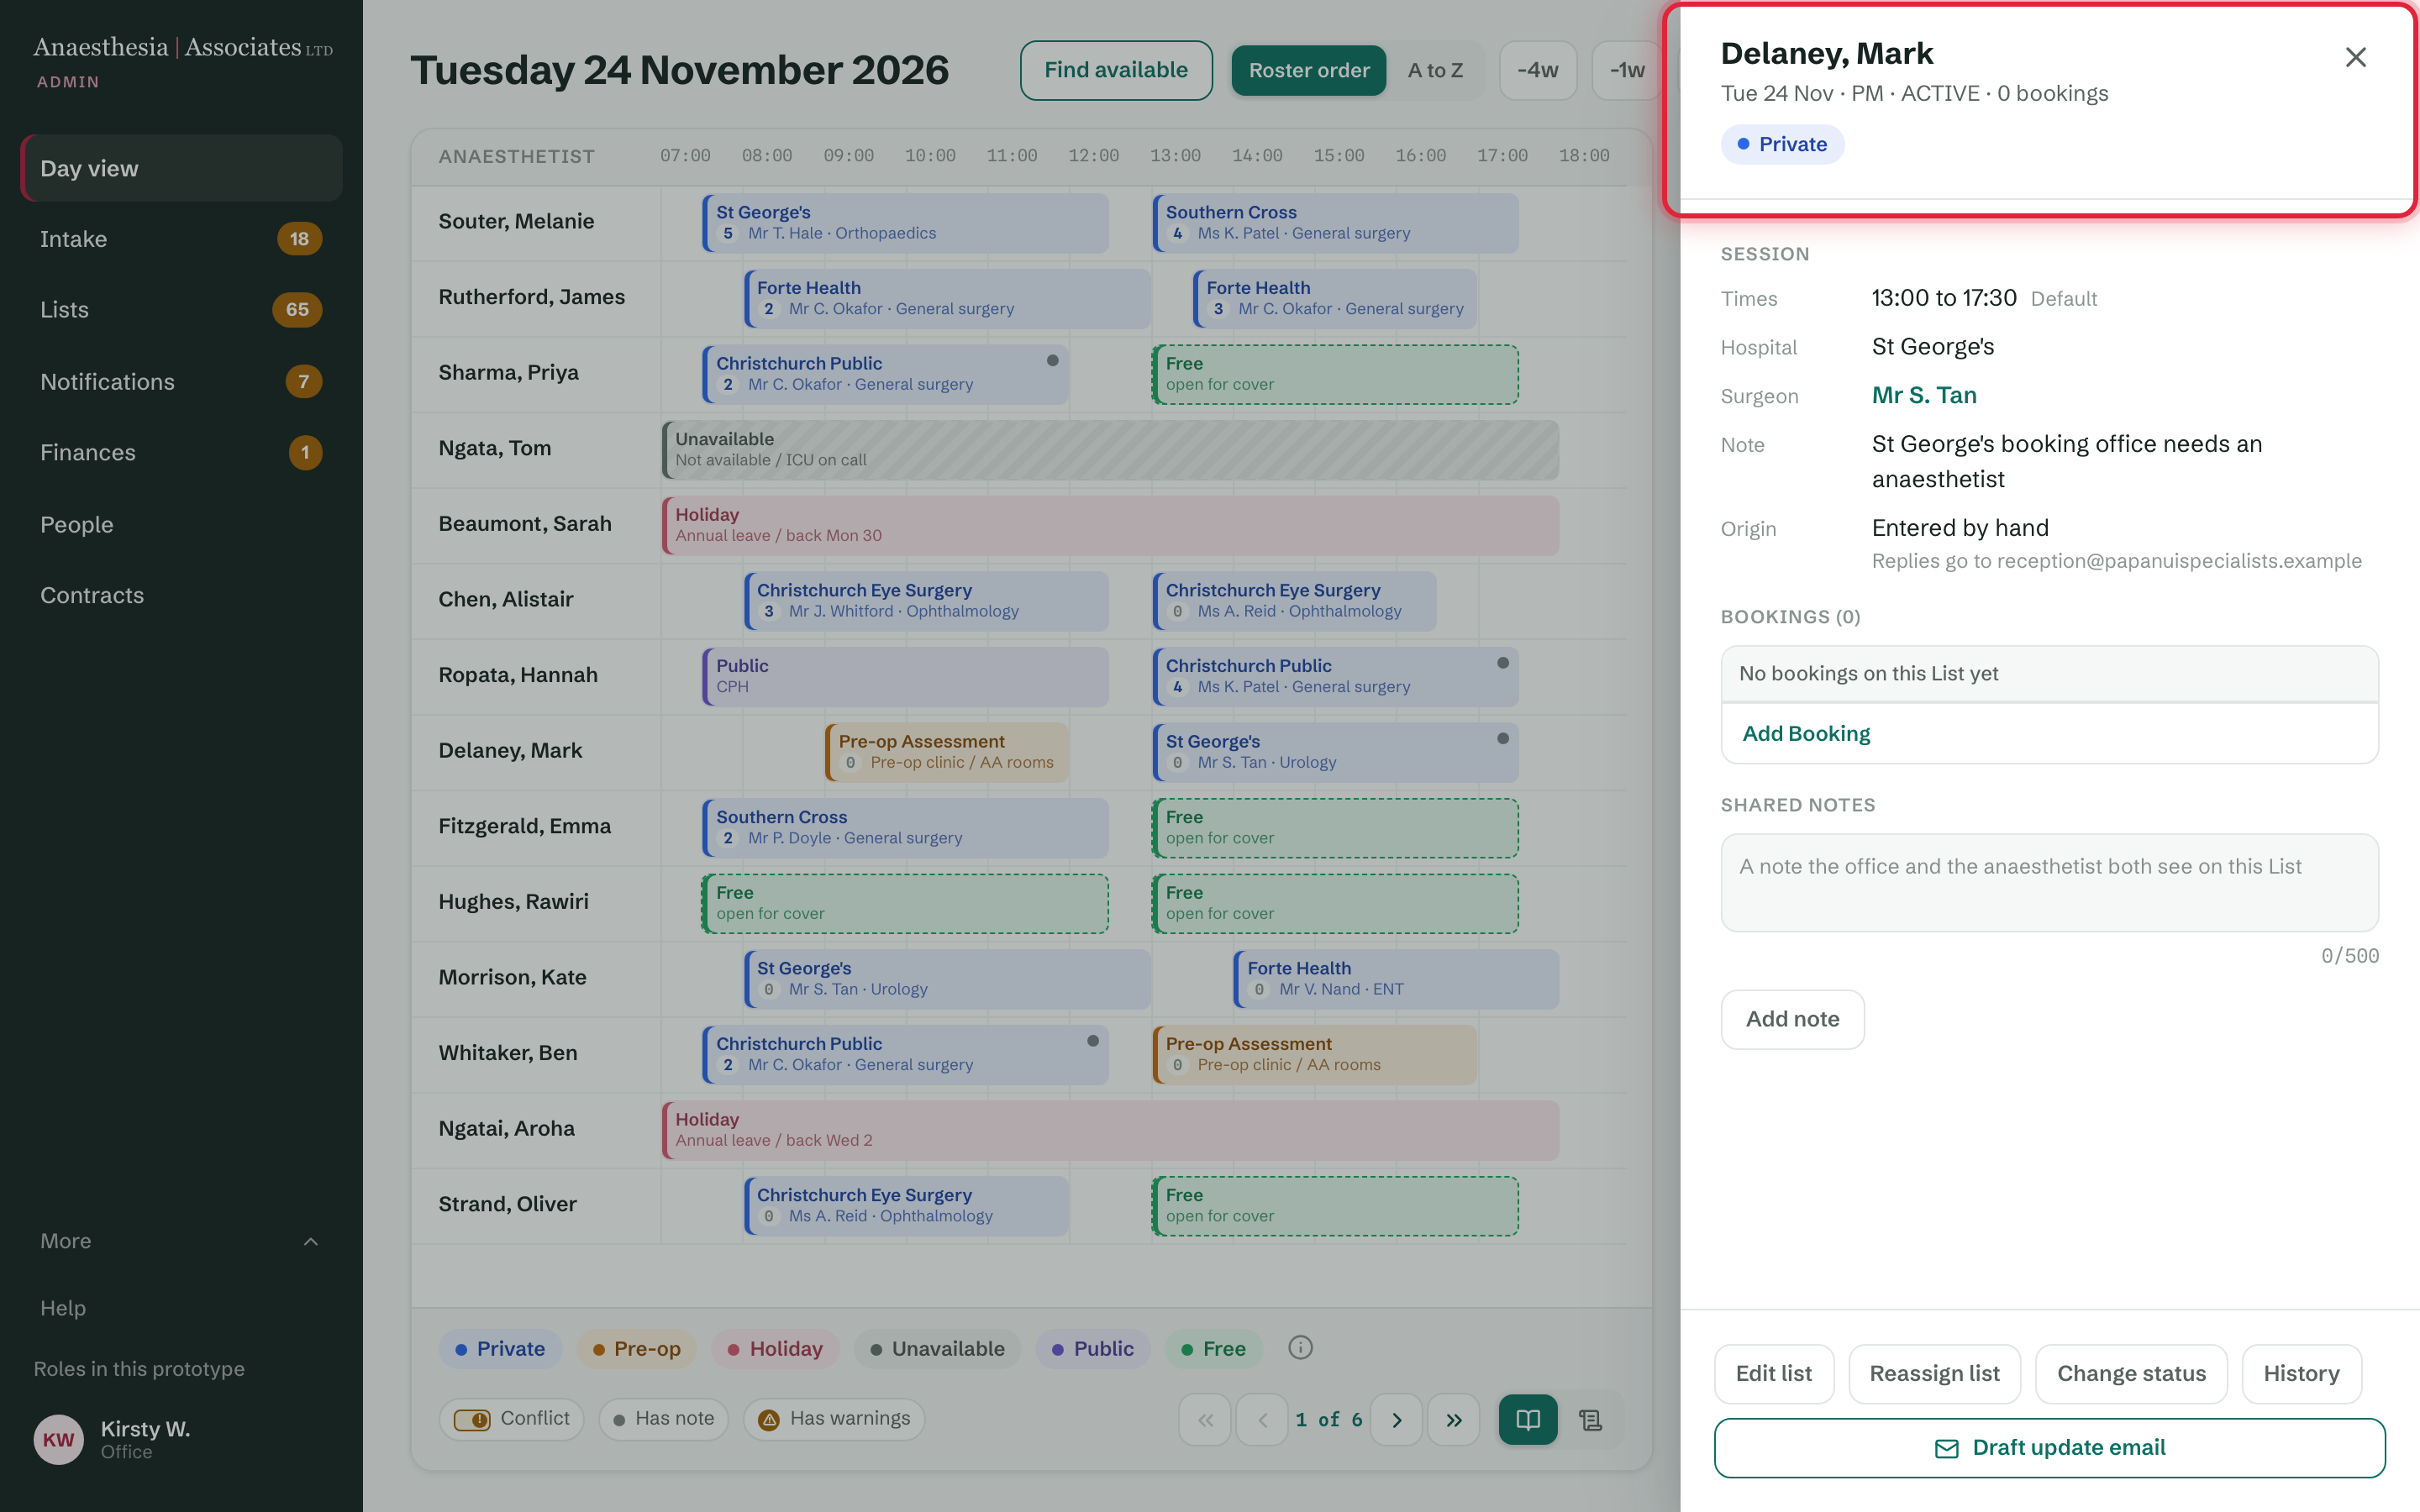 Anaesthesia | Associates LTD
ADMIN
Day view
Intake 18
Lists 65
Notifications 7
Finances 1
People
Contracts
More
Help
Roles in this prototype
KW
Kirsty W.
Office
Tuesday 24 November 2026
Find available
Roster order
A to Z
-4w
-1w
ANAESTHETIST 07:00 08:00 09:00 10:00 11:00 12:00 13:00 14:00 15:00 16:00 17:00 18:00
Souter, Melanie
St George's
5 Mr T. Hale · Orthopaedics
Southern Cross
4 Ms K. Patel · General surgery
Rutherford, James
Forte Health
2 Mr C. Okafor · General surgery
Forte Health
3 Mr C. Okafor · General surgery
Sharma, Priya
Christchurch Public
2 Mr C. Okafor · General surgery
Free
open for cover
Ngata, Tom
Unavailable
Not available / ICU on call
Beaumont, Sarah
Holiday
Annual leave / back Mon 30
Chen, Alistair
Christchurch Eye Surgery
3 Mr J. Whitford · Ophthalmology
Christchurch Eye Surgery
0 Ms A. Reid · Ophthalmology
Ropata, Hannah
Public
CPH
Christchurch Public
4 Ms K. Patel · General surgery
Delaney, Mark
Pre-op Assessment
0 Pre-op clinic / AA rooms
St George's
0 Mr S. Tan · Urology
Fitzgerald, Emma
Southern Cross
2 Mr P. Doyle · General surgery
Free
open for cover
Hughes, Rawiri
Free
open for cover
Free
open for cover
Morrison, Kate
St George's
0 Mr S. Tan · Urology
Forte Health
0 Mr V. Nand · ENT
Whitaker, Ben
Christchurch Public
2 Mr C. Okafor · General surgery
Pre-op Assessment
0 Pre-op clinic / AA rooms
Ngatai, Aroha
Holiday
Annual leave / back Wed 2
Strand, Oliver
Christchurch Eye Surgery
0 Ms A. Reid · Ophthalmology
Free
open for cover
Private
Pre-op
Holiday
Unavailable
Public
Free
Conflict
Has note
Has warnings
1 of 6
Delaney, Mark
Tue 24 Nov · PM · ACTIVE · 0 bookings
Private
SESSION
Times 13:00 to 17:30 Default
Hospital St George's
Surgeon Mr S. Tan
Note St George's booking office needs an
anaesthetist
Origin Entered by hand
Replies go to reception@papanuispecialists.example
BOOKINGS (0)
No bookings on this List yet
Add Booking
SHARED NOTES
A note the office and the anaesthetist both see on this List
0/500
Add note
Edit list
Reassign list
Change status
History
Draft update email